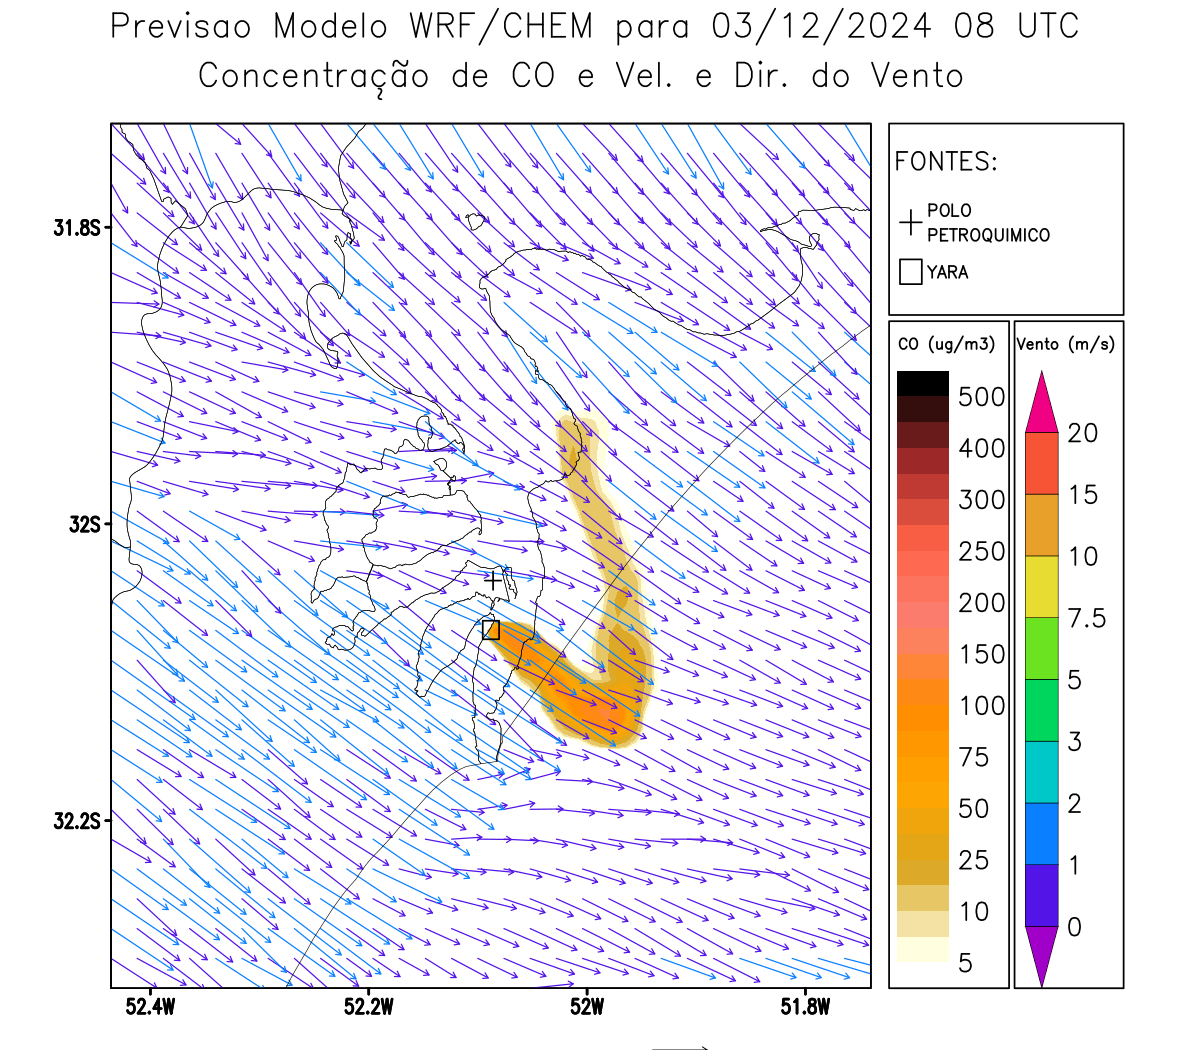 Previsao Modelo WRF/CHEM para 03/12/2024 08 UTC
Concentração de CO e Vel. e Dir. do Vento
FONTES:
POLO
PETROQUIMICO
YARA
CO (ug/m3)
500
400
300
250
200
150
100
75
50
25
10
5
Vento (m/s)
20
15
10
7.5
5
3
2
1
0
31.8S
32S
32.2S
52.4W
52.2W
52W
51.8W